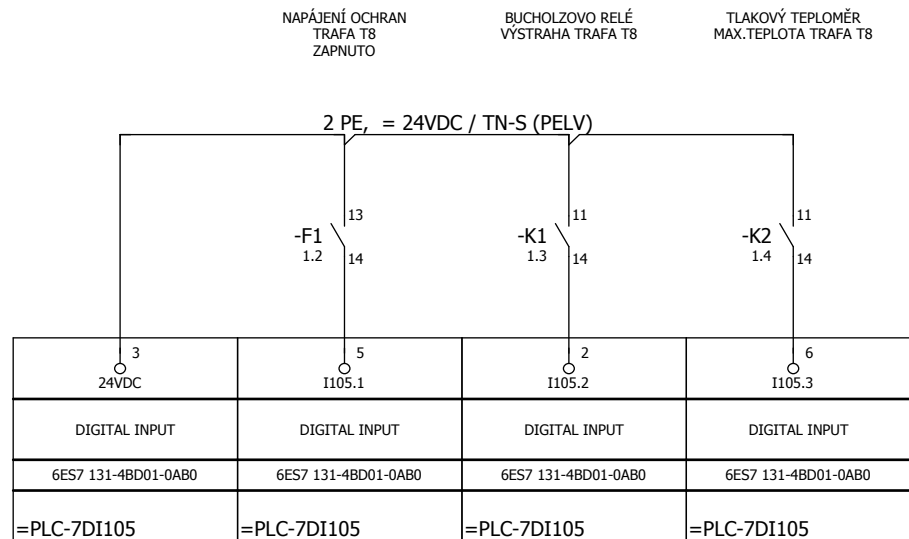 NAPÁJENÍ OCHRAN
TRAFA T8
ZAPNUTO
BUCHOLZOVO RELÉ
VÝSTRAHA TRAFA T8
TLAKOVÝ TEPLOMĚR
MAX.TEPLOTA TRAFA T8
2 PE, = 24VDC / TN-S (PELV)
13
-F1
1.2
14
11
-K1
1.3
14
11
-K2
1.4
14
3
24VDC
5
I105.1
2
I105.2
6
I105.3
DIGITAL INPUT
DIGITAL INPUT
DIGITAL INPUT
DIGITAL INPUT
6ES7 131-4BD01-0AB0
6ES7 131-4BD01-0AB0
6ES7 131-4BD01-0AB0
6ES7 131-4BD01-0AB0
=PLC-7DI105
=PLC-7DI105
=PLC-7DI105
=PLC-7DI105